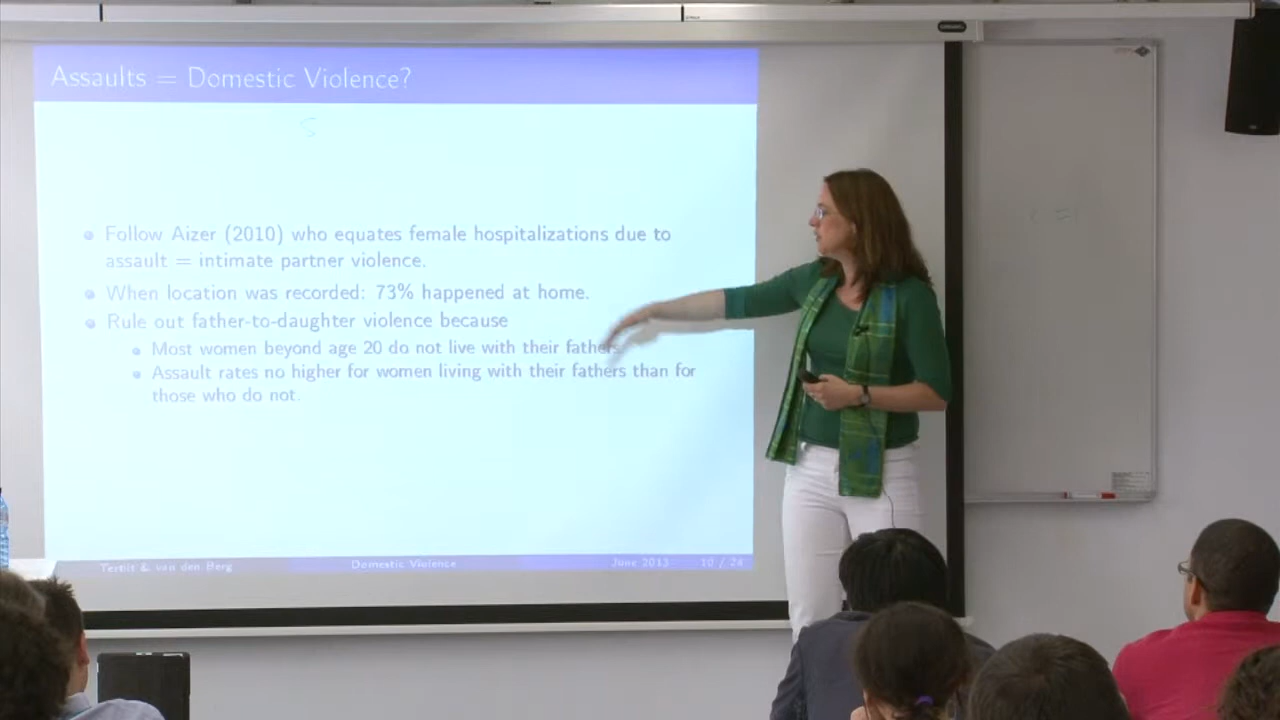 Assaults = Domestic Violence?
Follow Aizer (2010) who equates female hospitalizations due to
assault = intimate partner violence.
When location was recorded: 73% happened at home.
Rule out father-to-daughter violence because
Most women beyond age 20 do not live with their fathers.
Assault rates no higher for women living with their fathers than for
those who do not.
Tertilt & van den Berg Domestic Violence June 2013 10 / 24